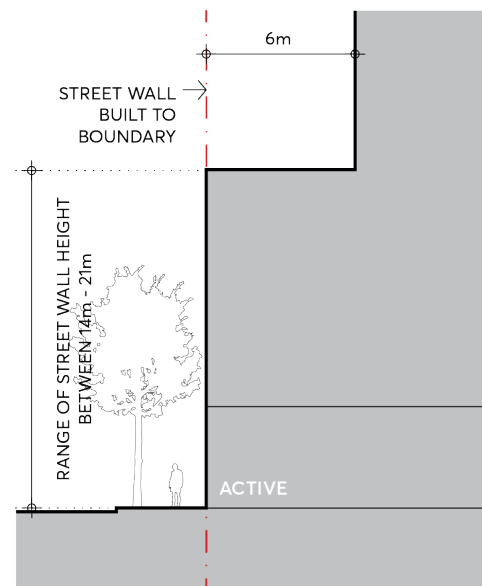 6m
STREET WALL
BUILT TO
BOUNDARY
RANGE OF STREET WALL HEIGHT
BETWEEN 14m - 21m
ACTIVE